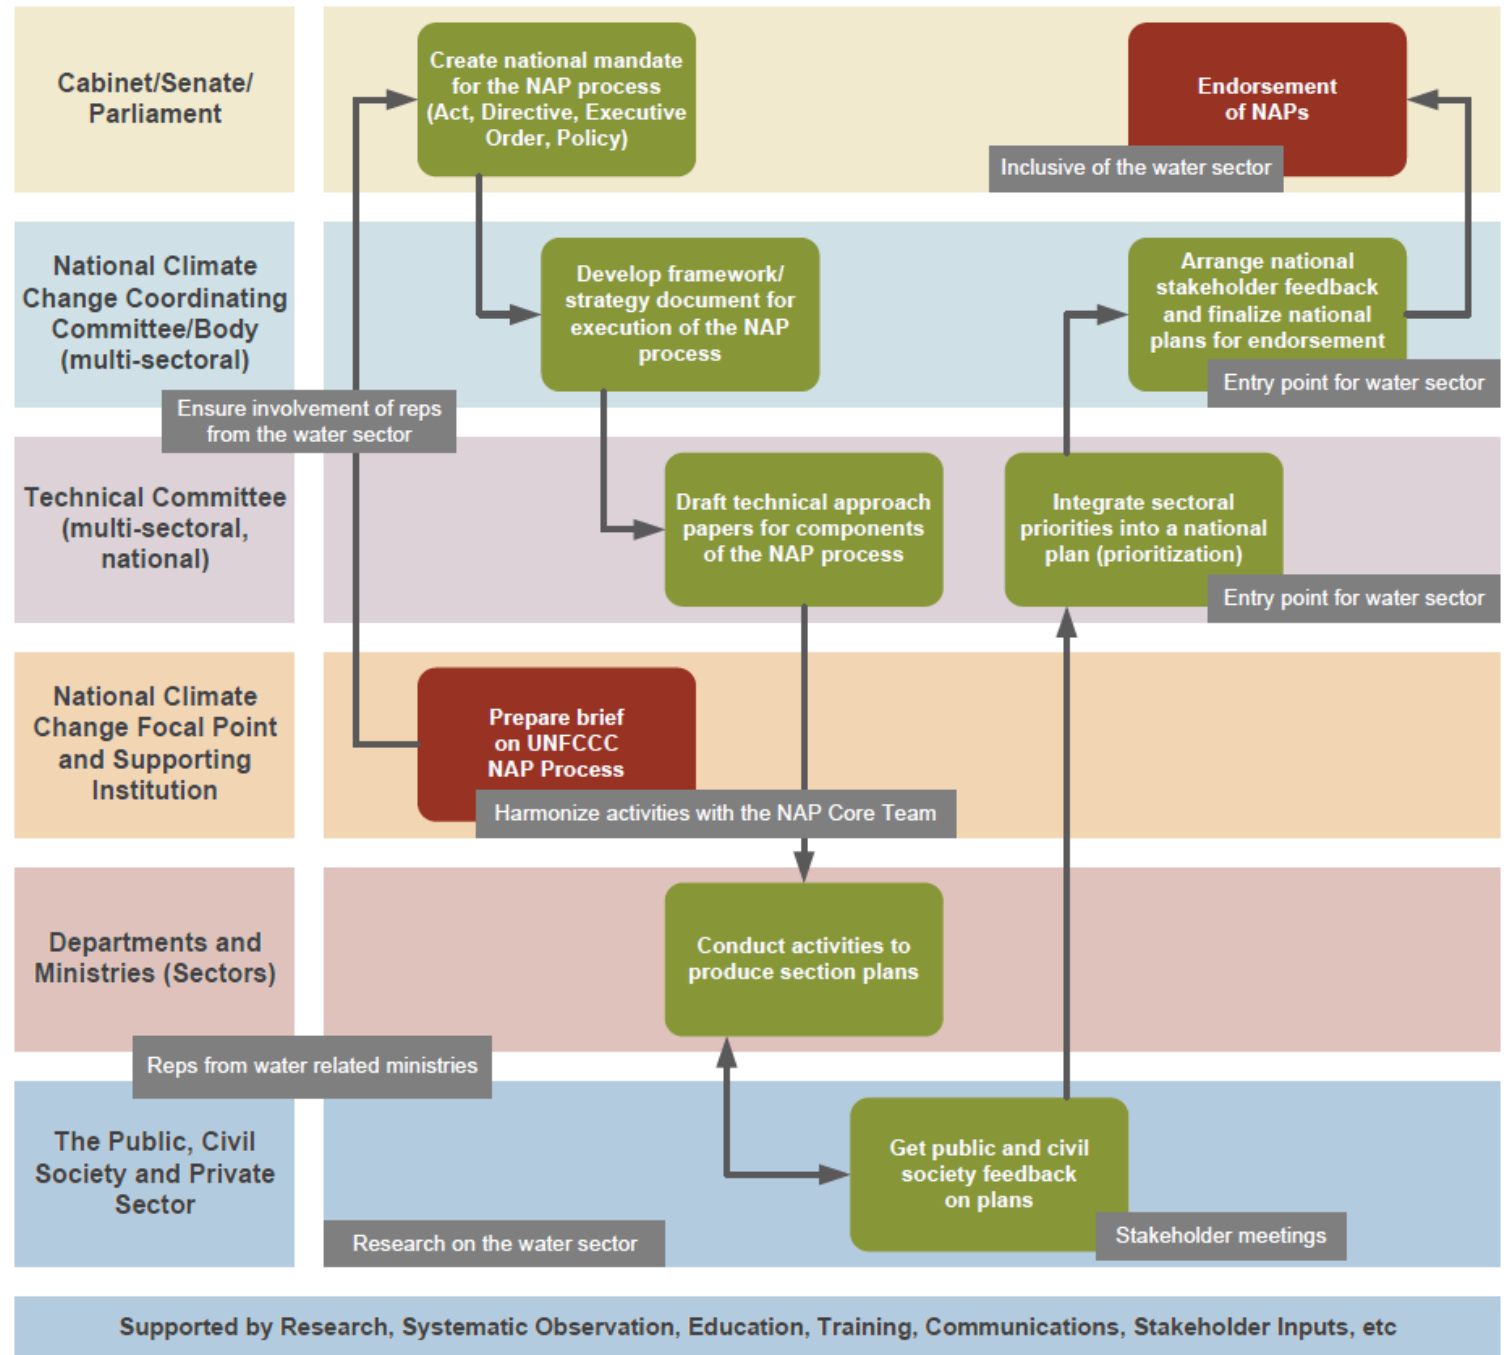 Cabinet/Senate/
Parliament
Create national mandate
for the NAP process
(Act, Directive, Executive
Order, Policy)
Endorsement
of NAPs
Inclusive of the water sector
National Climate
Change Coordinating
Committee/Body
(multi-sectoral)
Develop framework/
strategy document for
execution of the NAP
process
Arrange national
stakeholder feedback
and finalize national
plans for endorsement
Entry point for water sector
Ensure involvement of reps
from the water sector
Technical Committee
(multi-sectoral,
national)
Draft technical approach
papers for components
of the NAP process
Integrate sectoral
priorities into a national
plan (prioritization)
Entry point for water sector
National Climate
Change Focal Point
and Supporting
Institution
Prepare brief
on UNFCCC
NAP Process
Harmonize activities with the NAP Core Team
Departments and
Ministries (Sectors)
Conduct activities to
produce section plans
Reps from water related ministries
The Public, Civil
Society and Private
Sector
Get public and civil
society feedback
on plans
Research on the water sector
Stakeholder meetings
Supported by Research, Systematic Observation, Education, Training, Communications, Stakeholder Inputs, etc